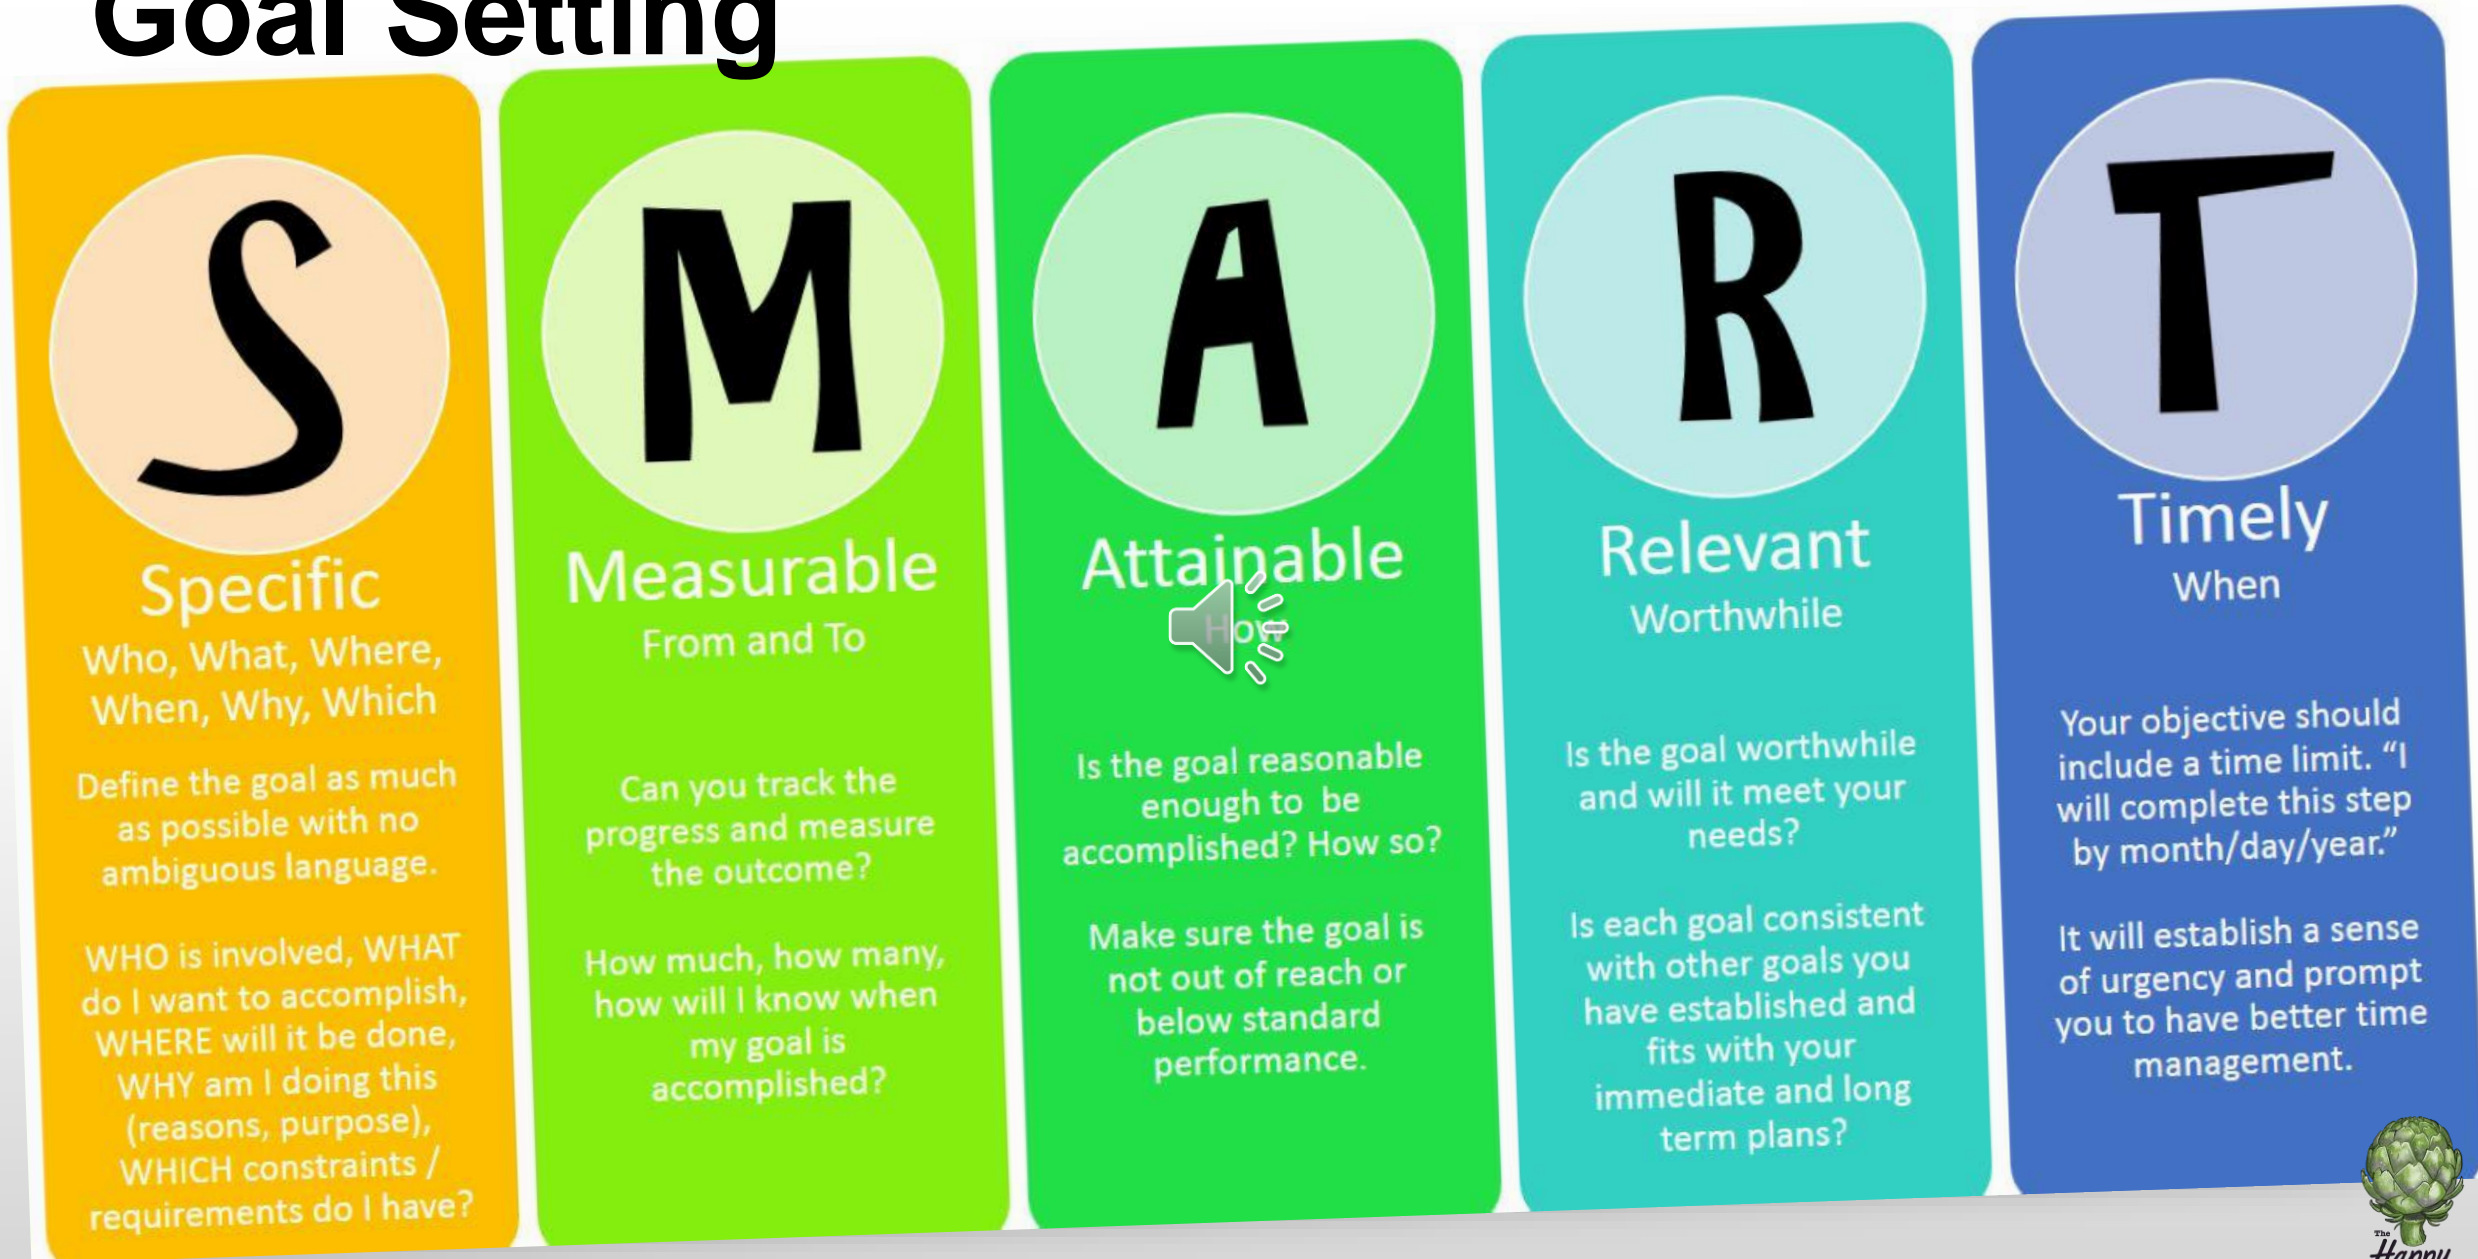 Goal Setting
S
Specific
Who, What, Where,
When, Why, Which
Define the goal as much
as possible with no
ambiguous language.
WHO is involved, WHAT
do I want to accomplish,
WHERE will it be done,
WHY am I doing this
(reasons, purpose),
WHICH constraints /
requirements do I have?
M
Measurable
From and To
Can you track the
progress and measure
the outcome?
How much, how many,
how will I know when
my goal is
accomplished?
A
Attainable
How
Is the goal reasonable
enough to be
accomplished? How so?
Make sure the goal is
not out of reach or
below standard
performance.
R
Relevant
Worthwhile
Is the goal worthwhile
and will it meet your
needs?
Is each goal consistent
with other goals you
have established and
fits with your
immediate and long
term plans?
T
Timely
When
Your objective should
include a time limit. “I
will complete this step
by month/day/year.”
It will establish a sense
of urgency and prompt
you to have better time
management.
The
Happy